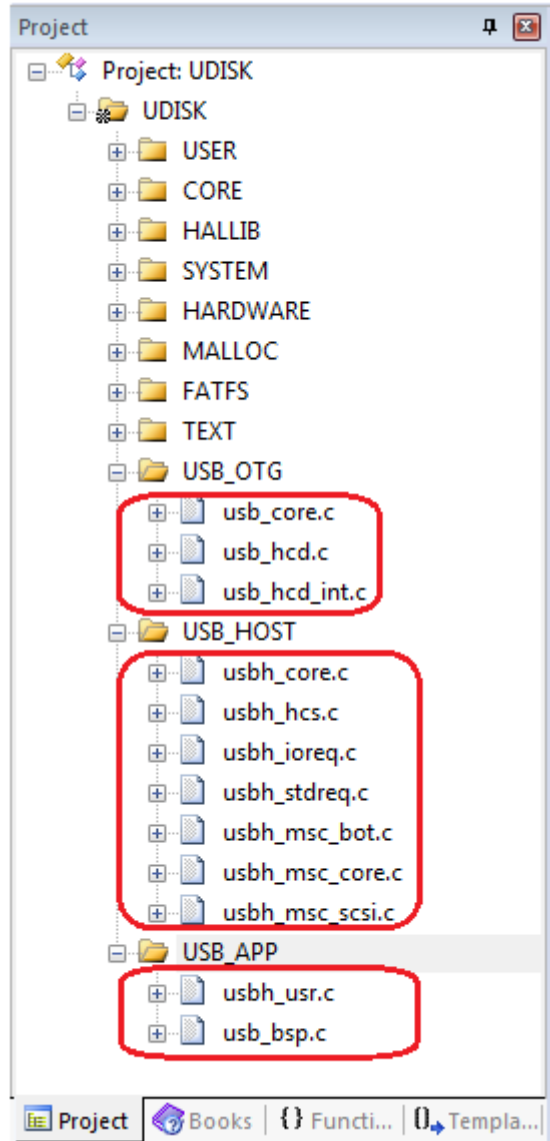 Project
Project: UDISK
UDISK
USER
CORE
HALLIB
SYSTEM
HARDWARE
MALLOC
FATFS
TEXT
USB_OTG
usb_core.c
usb_hcd.c
usb_hcd_int.c
USB_HOST
usbh_core.c
usbh_hcs.c
usbh_ioreq.c
usbh_stdreq.c
usbh_msc_bot.c
usbh_msc_core.c
usbh_msc_scsi.c
USB_APP
usbh_usr.c
usb_bsp.c
Project Books {} Functi... Templa...